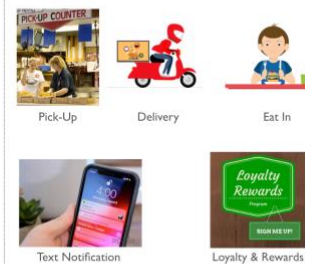 PICK-UP COUNTER
Pick-Up
Delivery
Eat In
4:00
Text Notification
Loyalty
Rewards
Program
SIGN ME UP!
Loyalty & Rewards